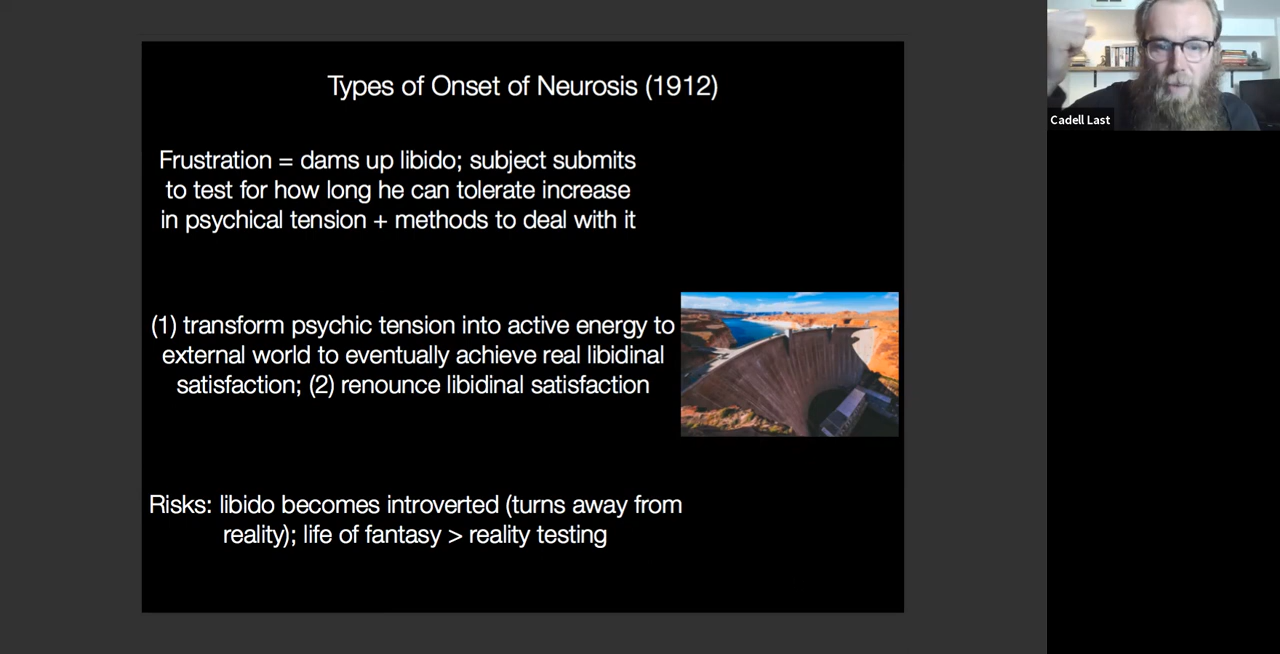 Types of Onset of Neurosis (1912)
Frustration = dams up libido; subject submits
to test for how long he can tolerate increase
in psychical tension + methods to deal with it
(1) transform psychic tension into active energy to
external world to eventually achieve real libidinal
satisfaction; (2) renounce libidinal satisfaction
Risks: libido becomes introverted (turns away from
reality); life of fantasy > reality testing
Cadell Last